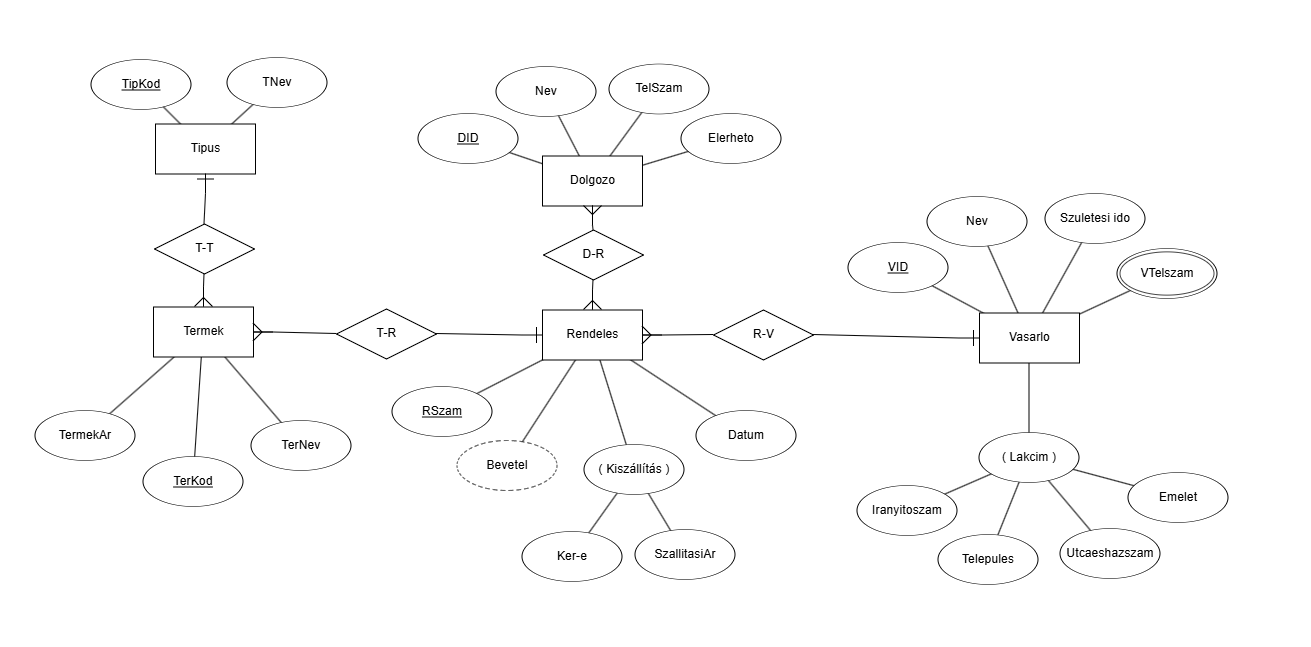 TipKod
TNev
Tipus
T-T
Termek
TermekAr
TerKod
TerNev
T-R
DID
Nev
TelSzam
Elerheto
Dolgozo
D-R
Rendeles
RSzam
Bevetel
( Kiszállítás )
Datum
Ker-e
SzallitasiAr
R-V
VID
Nev
Szuletesi ido
VTelszam
Vasarlo
( Lakcim )
Iranyitoszam
Telepules
Utcaeshazszam
Emelet